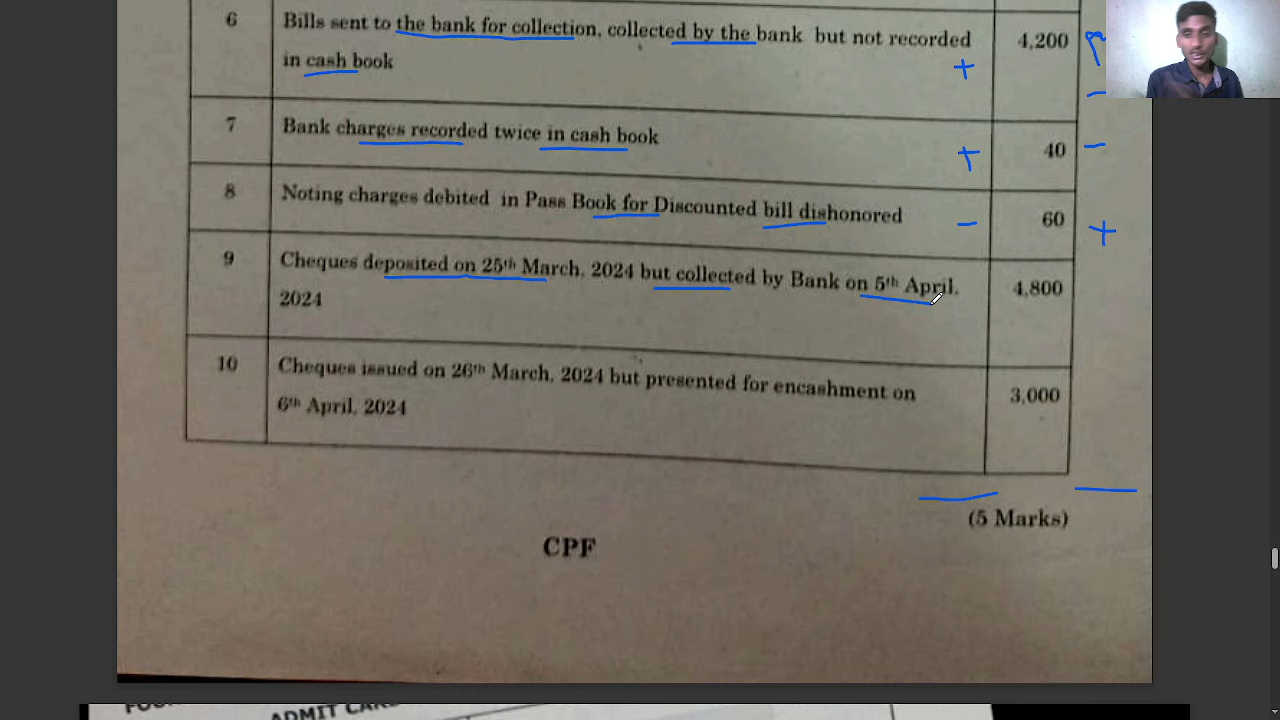 6 Bills sent to the bank for collection, collected by the bank but not recorded 4,200
in cash book +
7 Bank charges recorded twice in cash book + 40 −
8 Noting charges debited in Pass Book for Discounted bill dishonored − 60 +
9 Cheques deposited on 25th March, 2024 but collected by Bank on 5th April, 4,800
2024
10 Cheques issued on 26th March, 2024 but presented for encashment on 3,000
6th April, 2024
(5 Marks)
CPF
ADMIT